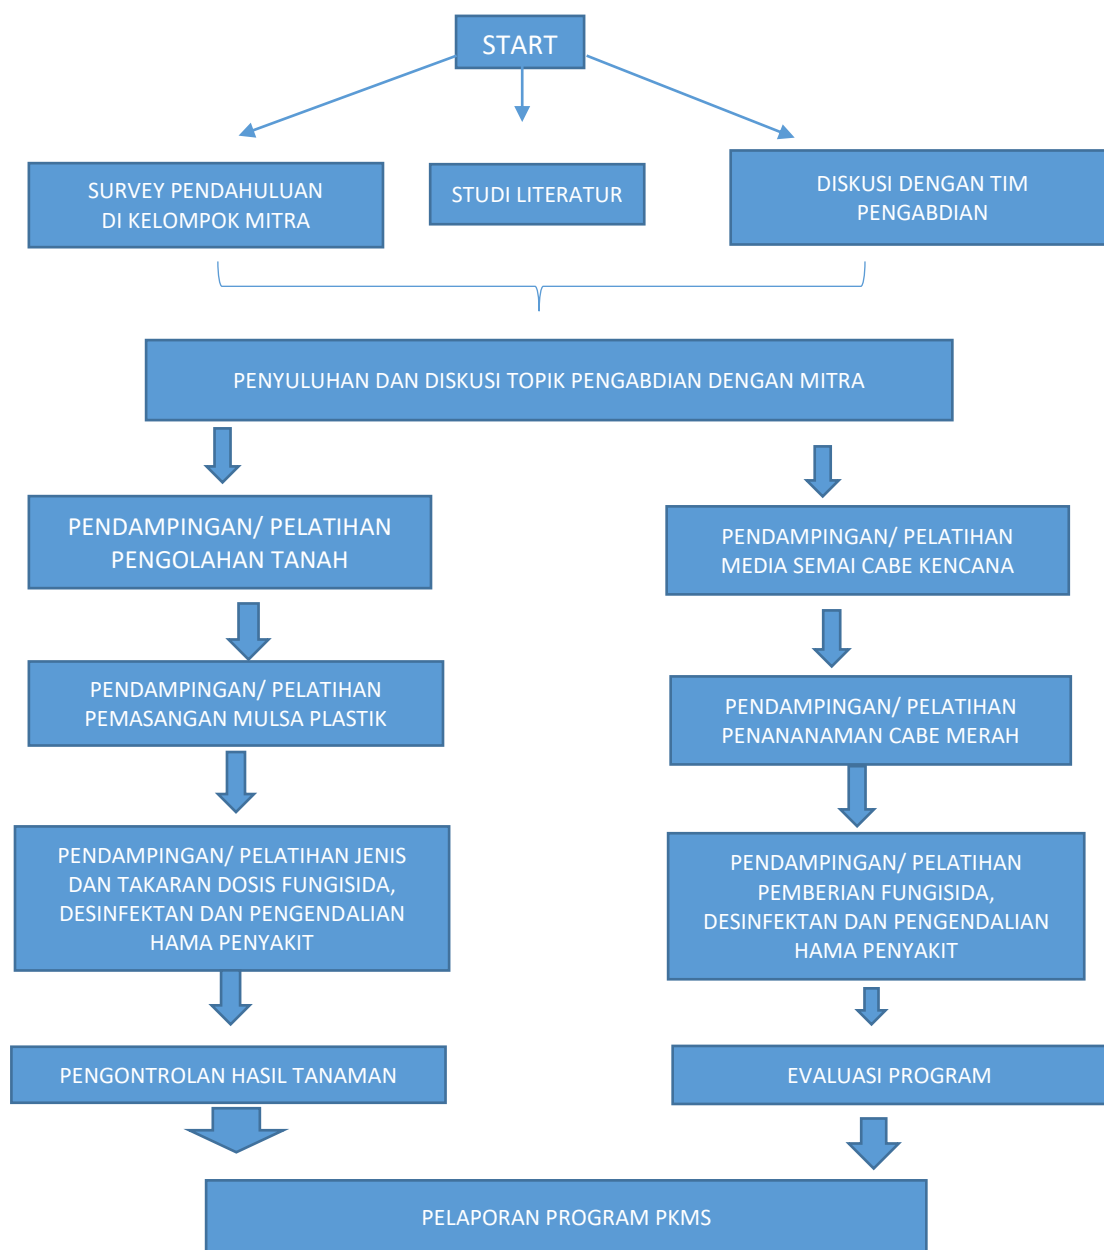 START
SURVEY PENDAHULUAN
DI KELOMPOK MITRA
STUDI LITERATUR
DISKUSI DENGAN TIM
PENGABDIAN
PENYULUHAN DAN DISKUSI TOPIK PENGABDIAN DENGAN MITRA
PENDAMPINGAN/ PELATIHAN
PENGOLAHAN TANAH
PENDAMPINGAN/ PELATIHAN
MEDIA SEMAI CABE KENCANA
PENDAMPINGAN/ PELATIHAN
PEMASANGAN MULSA PLASTIK
PENDAMPINGAN/ PELATIHAN
PENANANAMAN CABE MERAH
PENDAMPINGAN/ PELATIHAN JENIS
DAN TAKARAN DOSIS FUNGISIDA,
DESINFEKTAN DAN PENGENDALIAN
HAMA PENYAKIT
PENDAMPINGAN/ PELATIHAN
PEMBERIAN FUNGISIDA,
DESINFEKTAN DAN PENGENDALIAN
HAMA PENYAKIT
PENGONTROLAN HASIL TANAMAN
EVALUASI PROGRAM
PELAPORAN PROGRAM PKMS